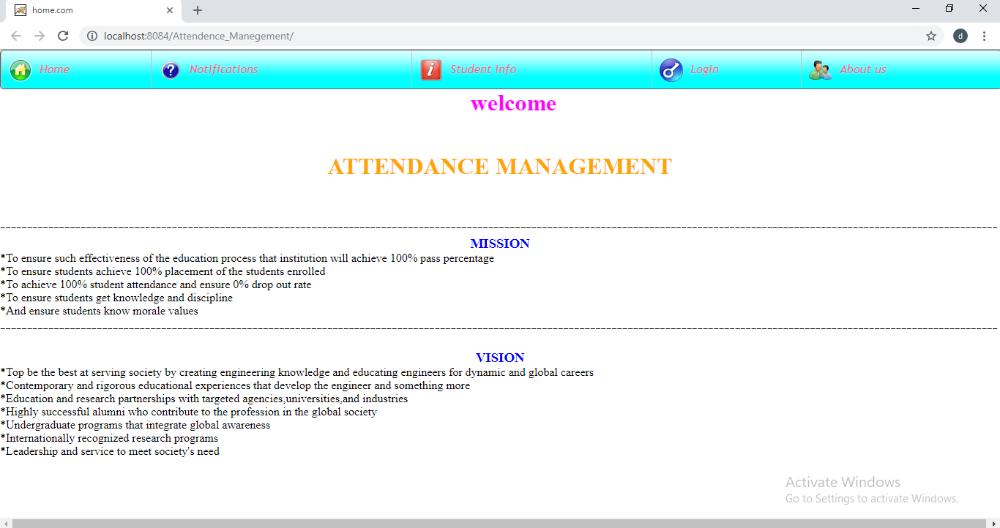 home.com
localhost:8084/Attendence_Manegement/
d
Home Notifications Student info Login About us
welcome
ATTENDANCE MANAGEMENT
MISSION
*To ensure such effectiveness of the education process that institution will achieve 100% pass percentage
*To ensure students achieve 100% placement of the students enrolled
*To achieve 100% student attendance and ensure 0% drop out rate
*To ensure students get knowledge and discipline
*And ensure students know morale values
VISION
*Top be the best at serving society by creating engineering knowledge and educating engineers for dynamic and global careers
*Contemporary and rigorous educational experiences that develop the engineer and something more
*Education and research partnerships with targeted agencies,universities,and industries
*Highly successful alumni who contribute to the profession in the global society
*Undergraduate programs that integrate global awareness
*Internationally recognized research programs
*Leadership and service to meet society's need
Activate Windows
Go to Settings to activate Windows.